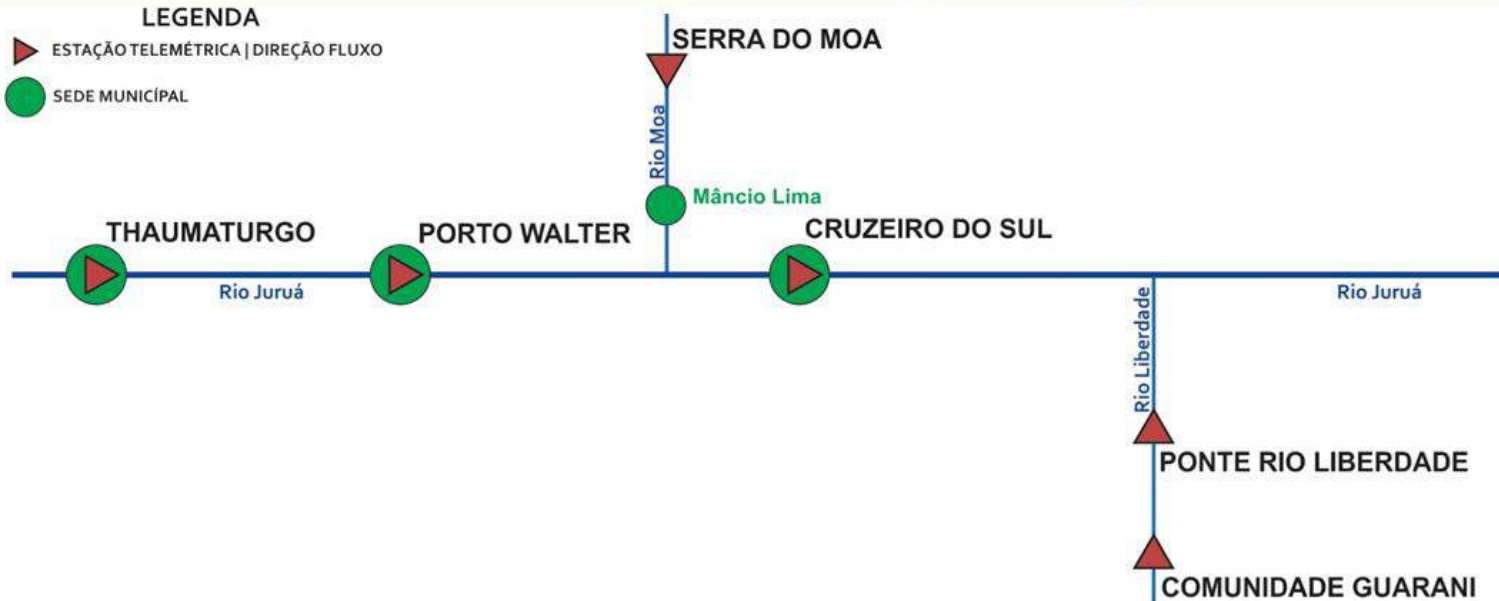 LEGENDA
ESTAÇÃO TELEMÉTRICA | DIREÇÃO FLUXO
SEDE MUNICÍPAL
SERRA DO MOA
Rio Moa
Mâncio Lima
THAUMATURGO
PORTO WALTER
CRUZEIRO DO SUL
Rio Juruá
Rio Juruá
Rio Liberdade
PONTE RIO LIBERDADE
COMUNIDADE GUARANI